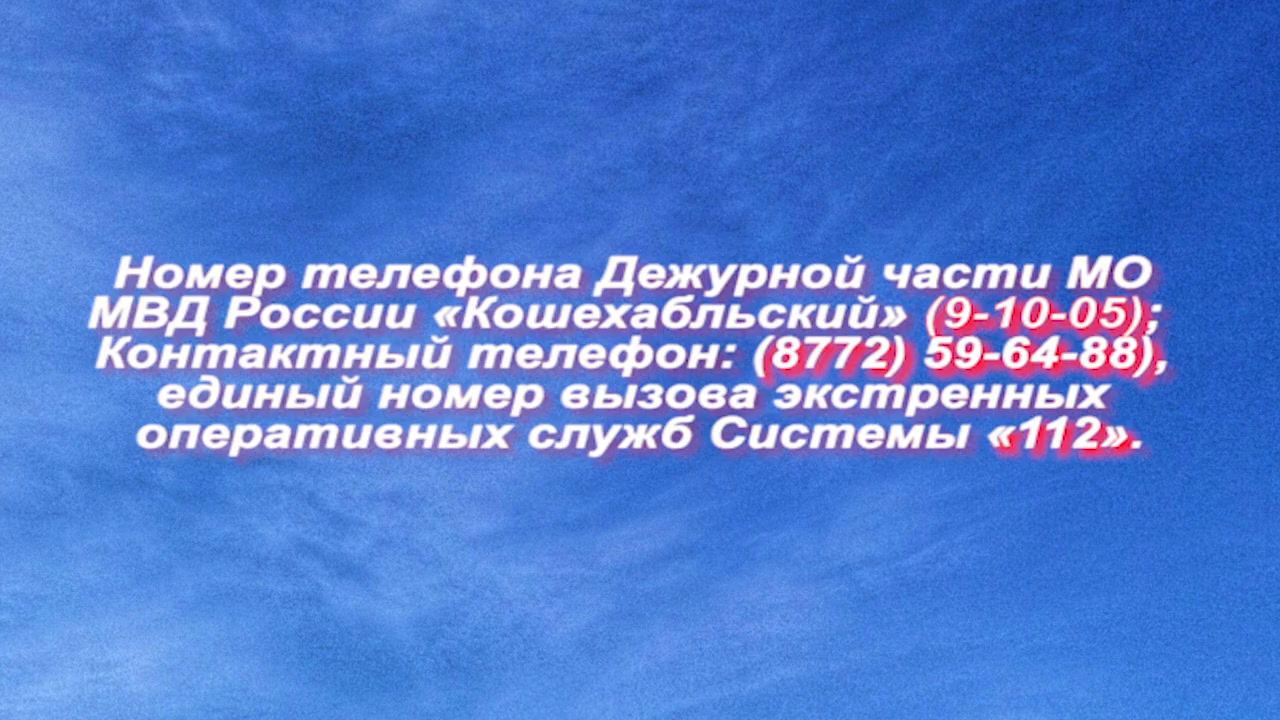 Номер телефона Дежурной части МО
МВД России «Кошехабльский» (9-10-05);
Контактный телефон: (8772) 59-64-88),
единый номер вызова экстренных
оперативных служб Системы «112».